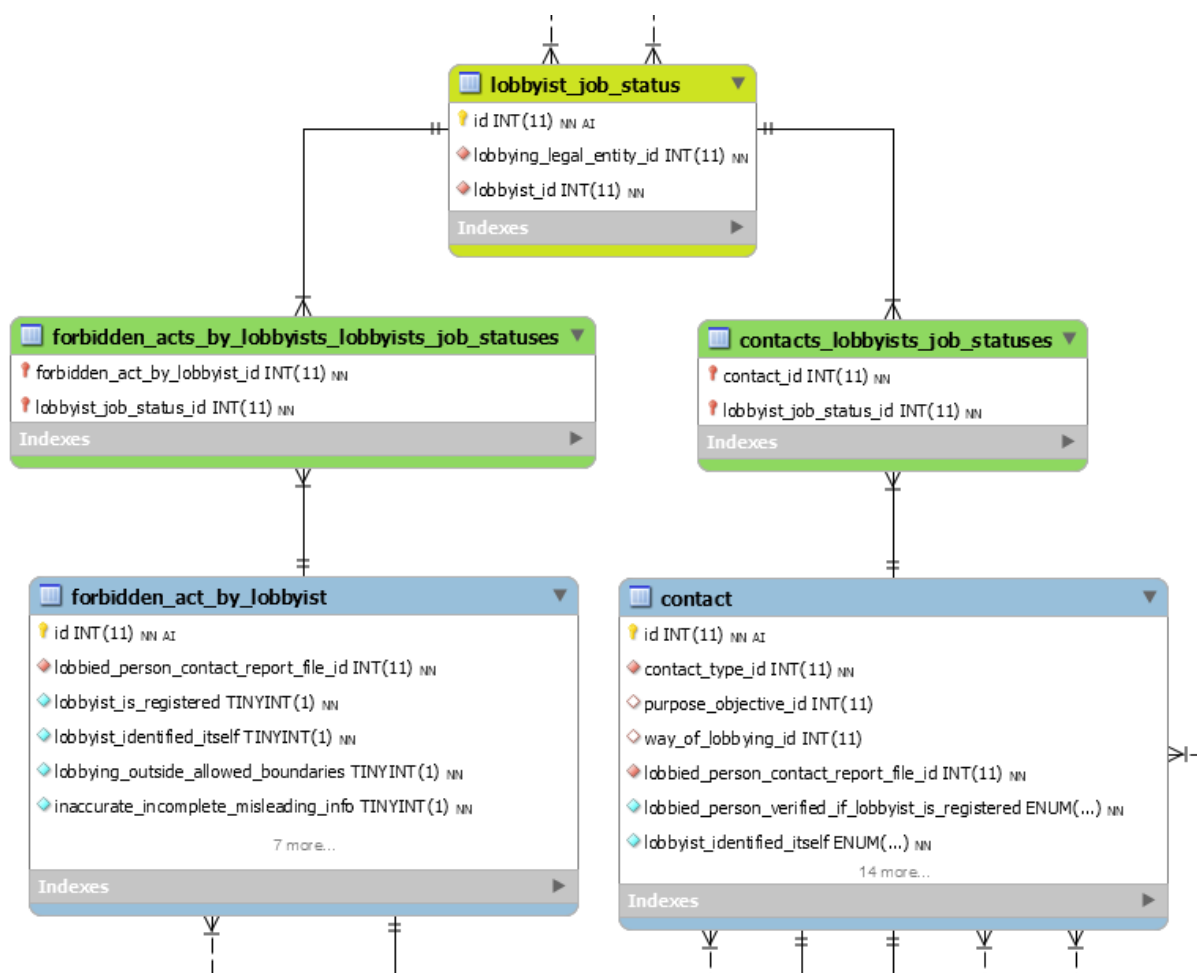 lobbyist_job_status
id INT(11) NN AI
lobbying_legal_entity_id INT(11) NN
lobbyist_id INT(11) NN
Indexes
forbidden_acts_by_lobbyists_lobbyists_job_statuses
forbidden_act_by_lobbyist_id INT(11) NN
lobbyist_job_status_id INT(11) NN
Indexes
contacts_lobbyists_job_statuses
contact_id INT(11) NN
lobbyist_job_status_id INT(11) NN
Indexes
forbidden_act_by_lobbyist
id INT(11) NN AI
lobbied_person_contact_report_file_id INT(11) NN
lobbyist_is_registered TINYINT(1) NN
lobbyist_identified_itself TINYINT(1) NN
lobbying_outside_allowed_boundaries TINYINT(1) NN
inaccurate_incomplete_misleading_info TINYINT(1) NN
7 more...
Indexes
contact
id INT(11) NN AI
contact_type_id INT(11) NN
purpose_objective_id INT(11)
way_of_lobbying_id INT(11)
lobbied_person_contact_report_file_id INT(11) NN
lobbied_person_verified_if_lobbyist_is_registered ENUM(...) NN
lobbyist_identified_itself ENUM(...) NN
14 more...
Indexes